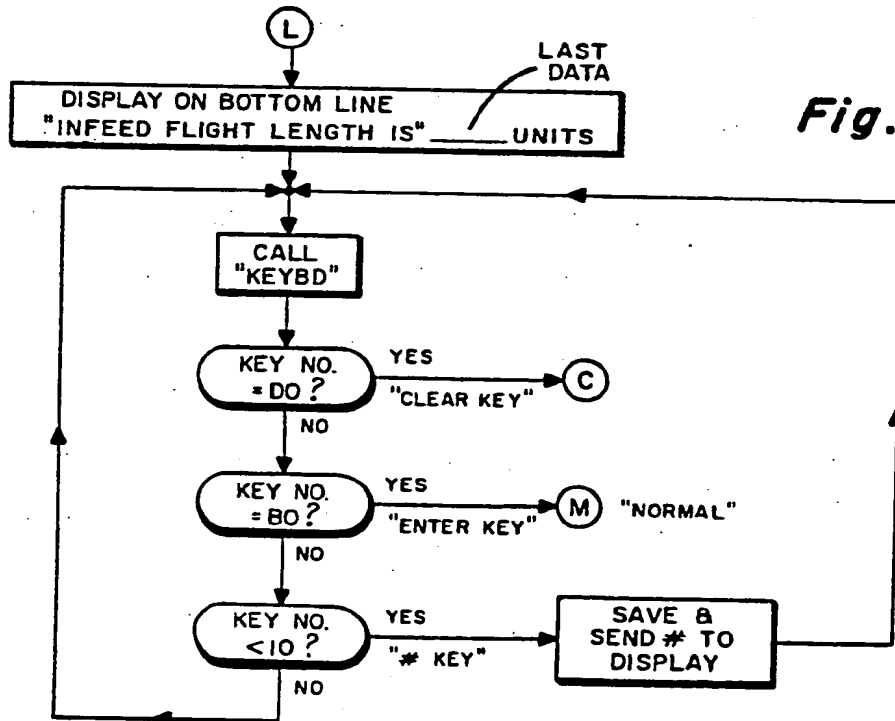 L
LAST
DATA
DISPLAY ON BOTTOM LINE
"INFEED FLIGHT LENGTH IS" ____ UNITS
Fig.
CALL
"KEYBD"
KEY NO.
=DO?
YES
"CLEAR KEY"
C
NO
KEY NO.
=BO?
YES
"ENTER KEY"
M
"NORMAL"
NO
KEY NO.
<10?
YES
"# KEY"
SAVE &
SEND # TO
DISPLAY
NO